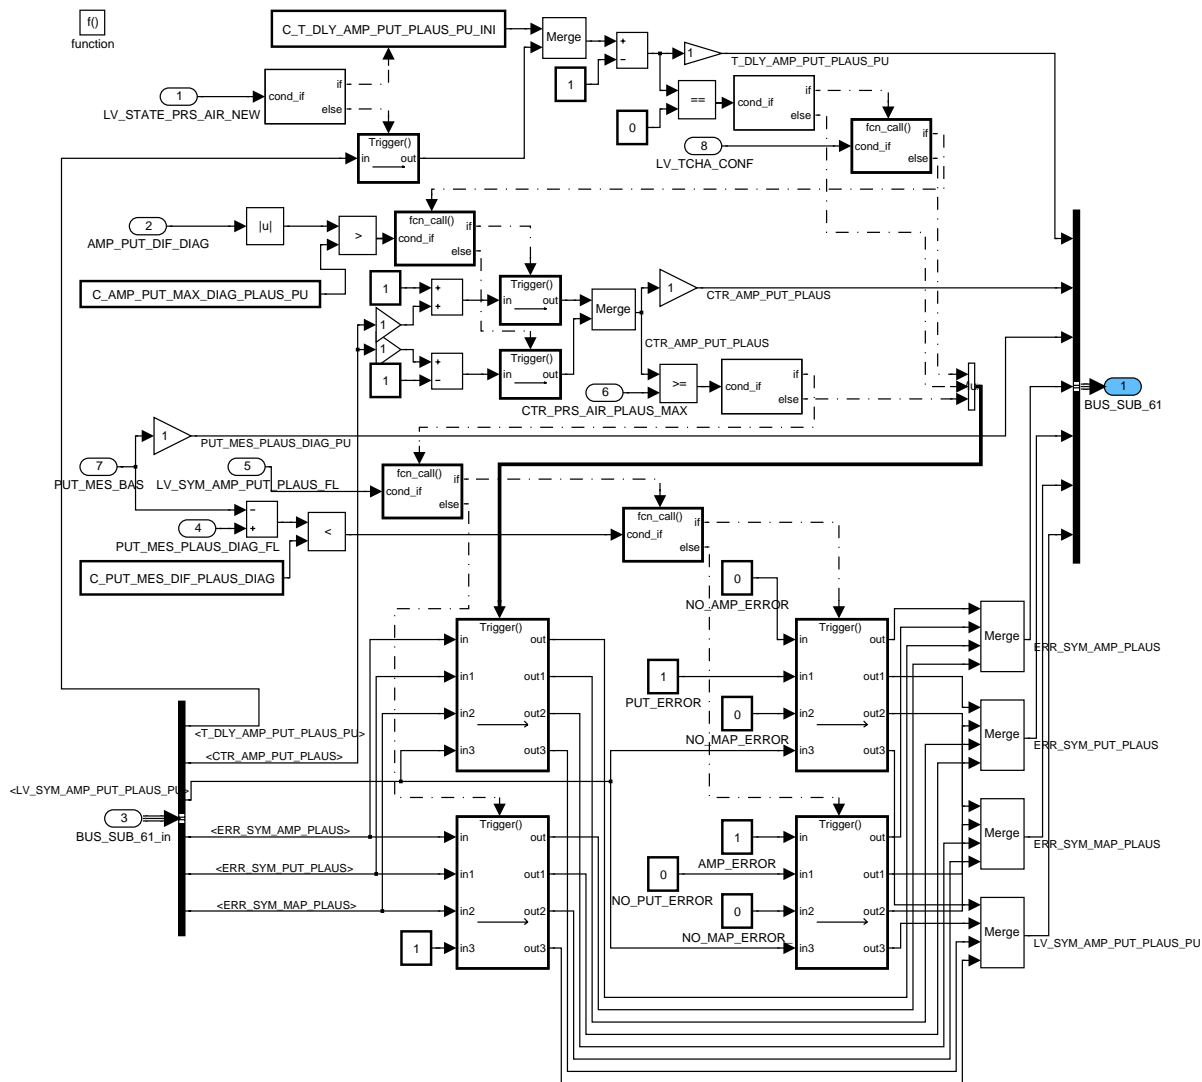 f()
function
C_T_DLY_AMP_PUT_PLAUS_PU_INI
Merge
+
−
1
1
T_DLY_AMP_PUT_PLAUS_PU
1
LV_STATE_PRS_AIR_NEW
cond_if
if
else
0
==
cond_if
if
else
Trigger()
in
out
8
LV_TCHA_CONF
fcn_call()
cond_if
if
else
2
AMP_PUT_DIF_DIAG
|u|
>
fcn_call()
cond_if
if
else
C_AMP_PUT_MAX_DIAG_PLAUS_PU
1
+
+
Trigger()
in
out
Merge
1
CTR_AMP_PUT_PLAUS
1
1
1
+
−
Trigger()
in
out
CTR_AMP_PUT_PLAUS
6
CTR_PRS_AIR_PLAUS_MAX
>=
cond_if
if
else
1
BUS_SUB_61
1
PUT_MES_PLAUS_DIAG_PU
7
PUT_MES_BAS
5
LV_SYM_AMP_PUT_PLAUS_FL
fcn_call()
cond_if
if
else
4
PUT_MES_PLAUS_DIAG_FL
−
+
<
fcn_call()
cond_if
if
else
C_PUT_MES_DIF_PLAUS_DIAG
0
NO_AMP_ERROR
Trigger()
in
in1
in2
in3
out
out1
out2
out3
1
PUT_ERROR
0
NO_MAP_ERROR
Trigger()
in
in1
in2
in3
out
out1
out2
out3
Merge
ERR_SYM_AMP_PLAUS
Merge
ERR_SYM_PUT_PLAUS
<T_DLY_AMP_PUT_PLAUS_PU>
<CTR_AMP_PUT_PLAUS>
<LV_SYM_AMP_PUT_PLAUS_PU>
3
BUS_SUB_61_in
<ERR_SYM_AMP_PLAUS>
<ERR_SYM_PUT_PLAUS>
<ERR_SYM_MAP_PLAUS>
1
Trigger()
in
in1
in2
in3
out
out1
out2
out3
1
AMP_ERROR
0
NO_PUT_ERROR
0
NO_MAP_ERROR_
Trigger()
in
in1
in2
in3
out
out1
out2
out3
Merge
ERR_SYM_MAP_PLAUS
Merge
LV_SYM_AMP_PUT_PLAUS_PU